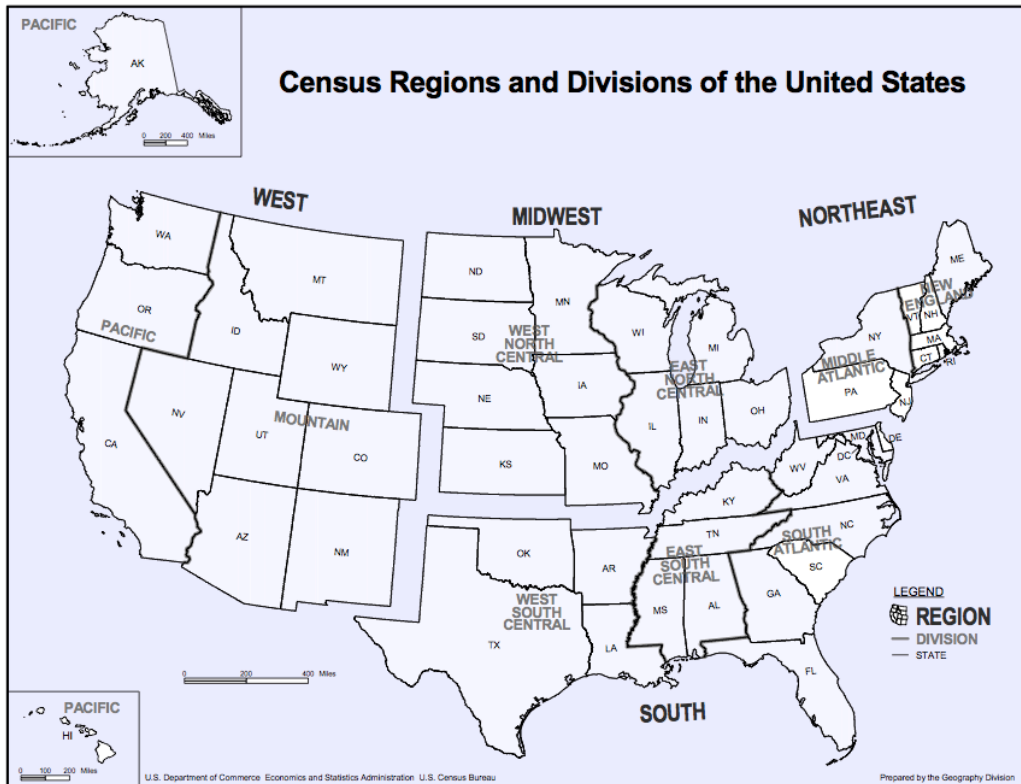 PACIFIC
AK
0 200 400 Miles
Census Regions and Divisions of the United States
WEST
MIDWEST
NORTHEAST
WA
MT
ND
MN
ME
OR
ID
SD
WI
MI
NY
VT
NH
NEW
ENGLAND
MA
CT
RI
PACIFIC
WY
WEST
NORTH
CENTRAL
EAST
NORTH
CENTRAL
MIDDLE
ATLANTIC
PA
NJ
IA
NE
NV
UT
MOUNTAIN
CO
CA
IL
IN
OH
KS
MO
WV
MD
DE
DC
VA
KY
AZ
NM
OK
AR
TN
NC
EAST
SOUTH
CENTRAL
SOUTH
ATLANTIC
SC
MS
AL
GA
WEST
SOUTH
CENTRAL
TX
LA
FL
LEGEND
REGION
DIVISION
STATE
0 200 400 Miles
SOUTH
PACIFIC
HI
0 100 200 Miles
U.S. Department of Commerce Economics and Statistics Administration U.S. Census Bureau
Prepared by the Geography Division